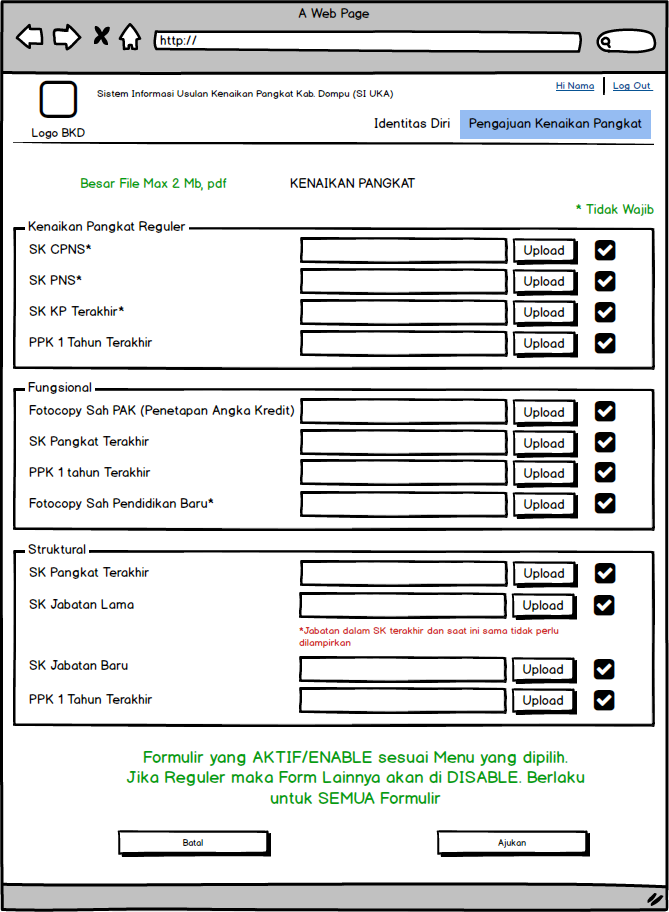 A Web Page
http://
Sistem Informasi Usulan Kenaikan Pangkat Kab. Dompu (SI UKA)
Hi Nama
Log Out
Logo BKD
Identitas Diri
Pengajuan Kenaikan Pangkat
Besar File Max 2 Mb, pdf
KENAIKAN PANGKAT
* Tidak Wajib
Kenaikan Pangkat Reguler
SK CPNS*
Upload
SK PNS*
Upload
SK KP Terakhir*
Upload
PPK 1 Tahun Terakhir
Upload
Fungsional
Fotocopy Sah PAK (Penetapan Angka Kredit)
Upload
SK Pangkat Terakhir
Upload
PPK 1 tahun Terakhir
Upload
Fotocopy Sah Pendidikan Baru*
Upload
Struktural
SK Pangkat Terakhir
Upload
SK Jabatan Lama
Upload
*Jabatan dalam SK terakhir dan saat ini sama tidak perlu
dilampirkan
SK Jabatan Baru
Upload
PPK 1 Tahun Terakhir
Upload
Formulir yang AKTIF/ENABLE sesuai Menu yang dipilih.
Jika Reguler maka Form Lainnya akan di DISABLE. Berlaku
untuk SEMUA Formulir
Batal
Ajukan